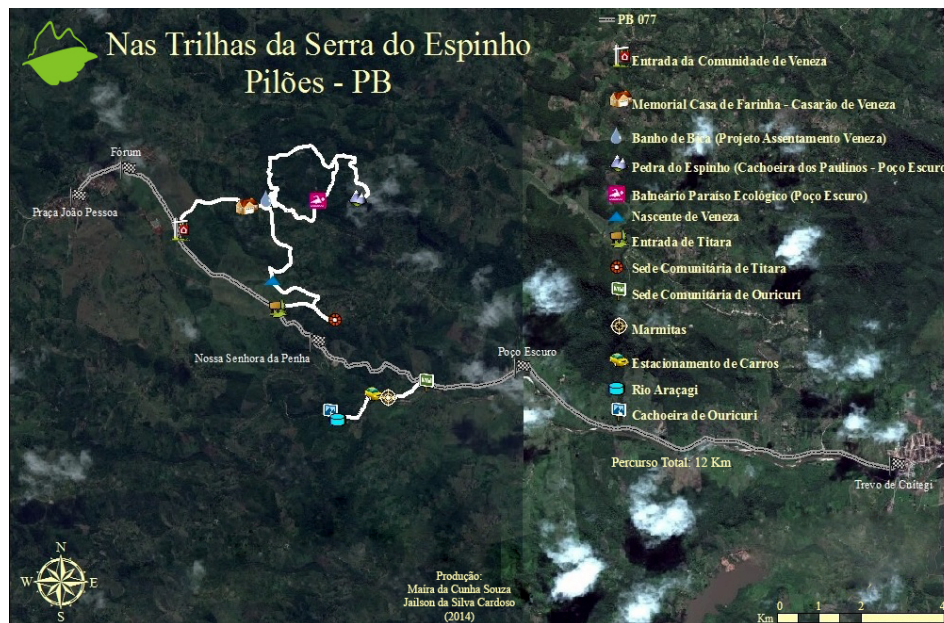 Nas Trilhas da Serra do Espinho
Pilões - PB
PB 077
Entrada da Comunidade de Veneza
Memorial Casa de Farinha - Casarão de Veneza
Banho de Bica (Projeto Assentamento Veneza)
Pedra do Espinho (Cachoeira dos Paulinos - Poço Escuro
Balneário Paraíso Ecológico (Poço Escuro)
Nascente de Veneza
Entrada de Titara
Sede Comunitária de Titara
Sede Comunitária de Ouricuri
Marmitas
Estacionamento de Carros
Rio Araçagi
Cachoeira de Ouricuri
Percurso Total: 12 Km
Fórum
Praça João Pessoa
Nossa Senhora da Penha
Poço Escuro
Trevo de Cuitegi
N
W E
S
Produção:
Maíra da Cunha Souza
Jailson da Silva Cardoso
(2014)
0 1 2 4
Km